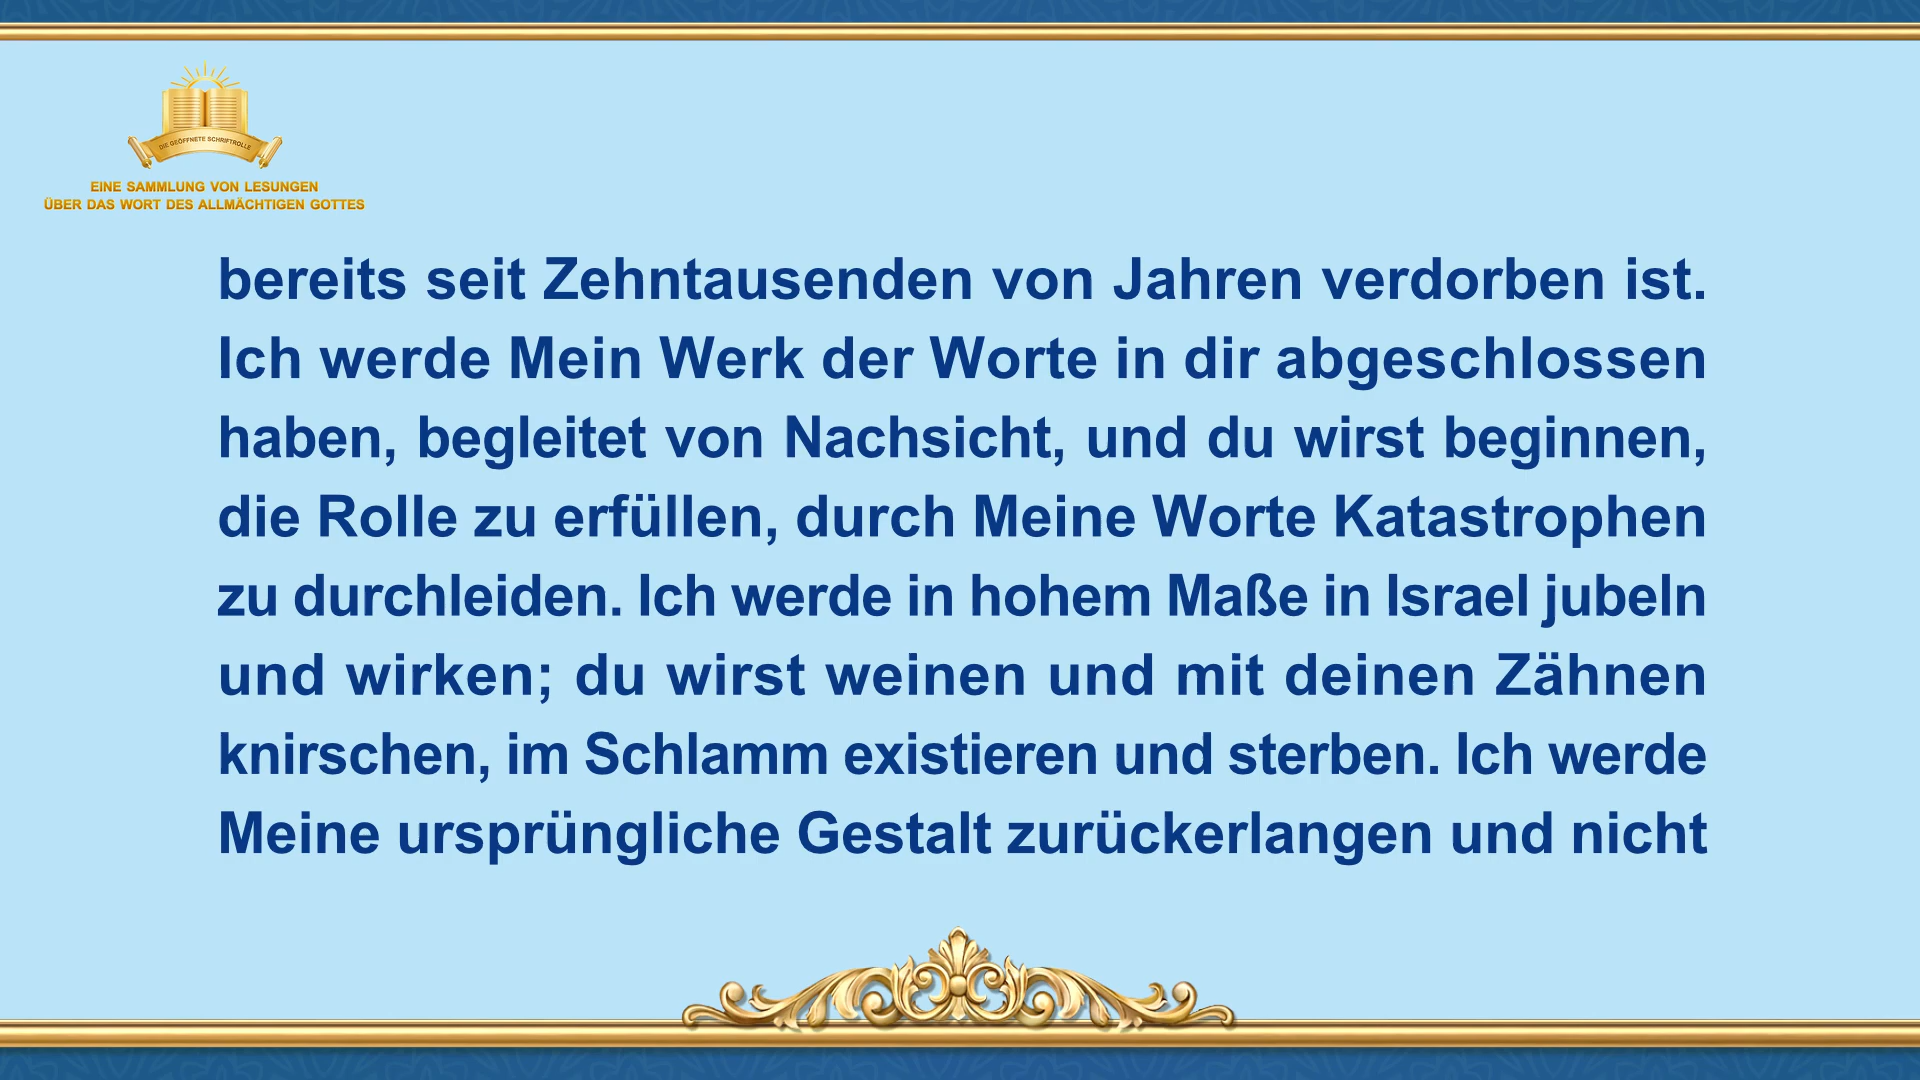 DIE GEÖFFNETE SCHRIFTROLLE
EINE SAMMLUNG VON LESUNGEN
ÜBER DAS WORT DES ALLMÄCHTIGEN GOTTES
bereits seit Zehntausenden von Jahren verdorben ist.
Ich werde Mein Werk der Worte in dir abgeschlossen
haben, begleitet von Nachsicht, und du wirst beginnen,
die Rolle zu erfüllen, durch Meine Worte Katastrophen
zu durchleiden. Ich werde in hohem Maße in Israel jubeln
und wirken; du wirst weinen und mit deinen Zähnen
knirschen, im Schlamm existieren und sterben. Ich werde
Meine ursprüngliche Gestalt zurückerlangen und nicht